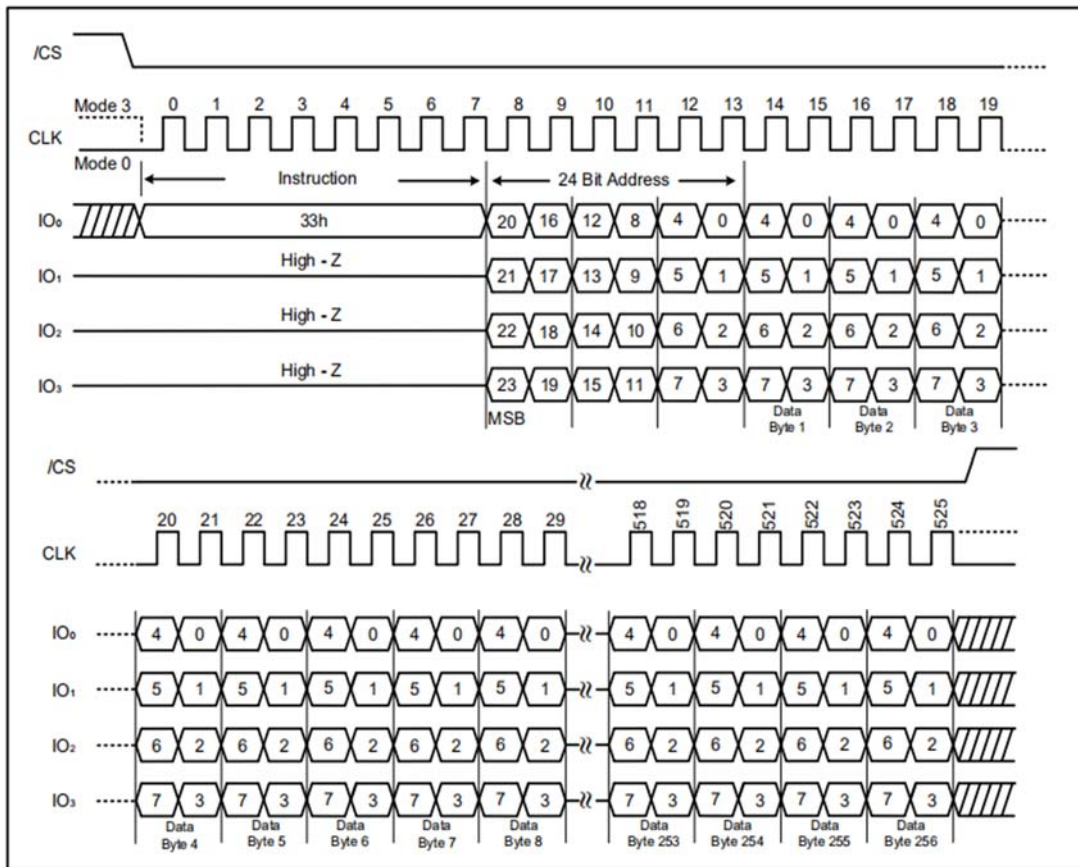 /CS
Mode 3 0 1 2 3 4 5 6 7 8 9 10 11 12 13 14 15 16 17 18 19
CLK
Mode 0
Instruction 24 Bit Address
IO₀ 33h 20 16 12 8 4 0 4 0 4 0 4 0
High - Z
IO₁ 21 17 13 9 5 1 5 1 5 1 5 1
High - Z
IO₂ 22 18 14 10 6 2 6 2 6 2 6 2
High - Z
IO₃ 23 19 15 11 7 3 7 3 7 3 7 3
MSB Data Data Data
Byte 1 Byte 2 Byte 3
/CS
20 21 22 23 24 25 26 27 28 29 518 519 520 521 522 523 524 525
CLK
IO₀ 4 0 4 0 4 0 4 0 4 0 4 0 4 0 4 0 4 0
IO₁ 5 1 5 1 5 1 5 1 5 1 5 1 5 1 5 1 5 1
IO₂ 6 2 6 2 6 2 6 2 6 2 6 2 6 2 6 2 6 2
IO₃ 7 3 7 3 7 3 7 3 7 3 7 3 7 3 7 3 7 3
Data Data Data Data Data Data Data Data Data
Byte 4 Byte 5 Byte 6 Byte 7 Byte 8 Byte 253 Byte 254 Byte 255 Byte 256